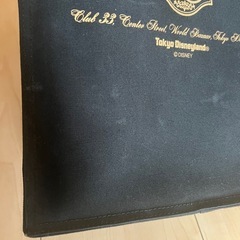 Club 33, Center Street, World Bazaar, Tokyo
Tokyo Disneyland®
© DISNEY